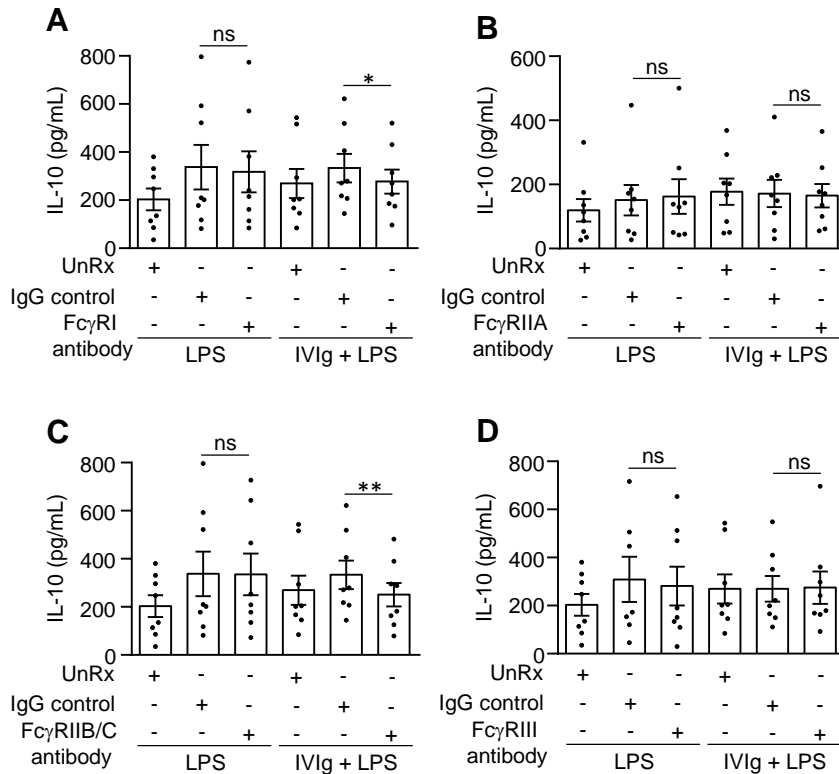 A
ns
*
800
600
400
200
0
IL-10 (pg/mL)
UnRx + - - + - -
IgG control - + - - + -
FcγRI - - + - - +
antibody
LPS IVIg + LPS
B
ns
ns
600
400
200
0
IL-10 (pg/mL)
UnRx + - - + - -
IgG control - + - - + -
FcγRIIA - - + - - +
antibody
LPS IVIg + LPS
C
ns
**
800
600
400
200
0
IL-10 (pg/mL)
UnRx + - - + - -
IgG control - + - - + -
FcγRIIB/C - - + - - +
antibody
LPS IVIg + LPS
D
ns
ns
800
600
400
200
0
IL-10 (pg/mL)
UnRx + - - + - -
IgG control - + - - + -
FcγRIII - - + - - +
antibody
LPS IVIg + LPS